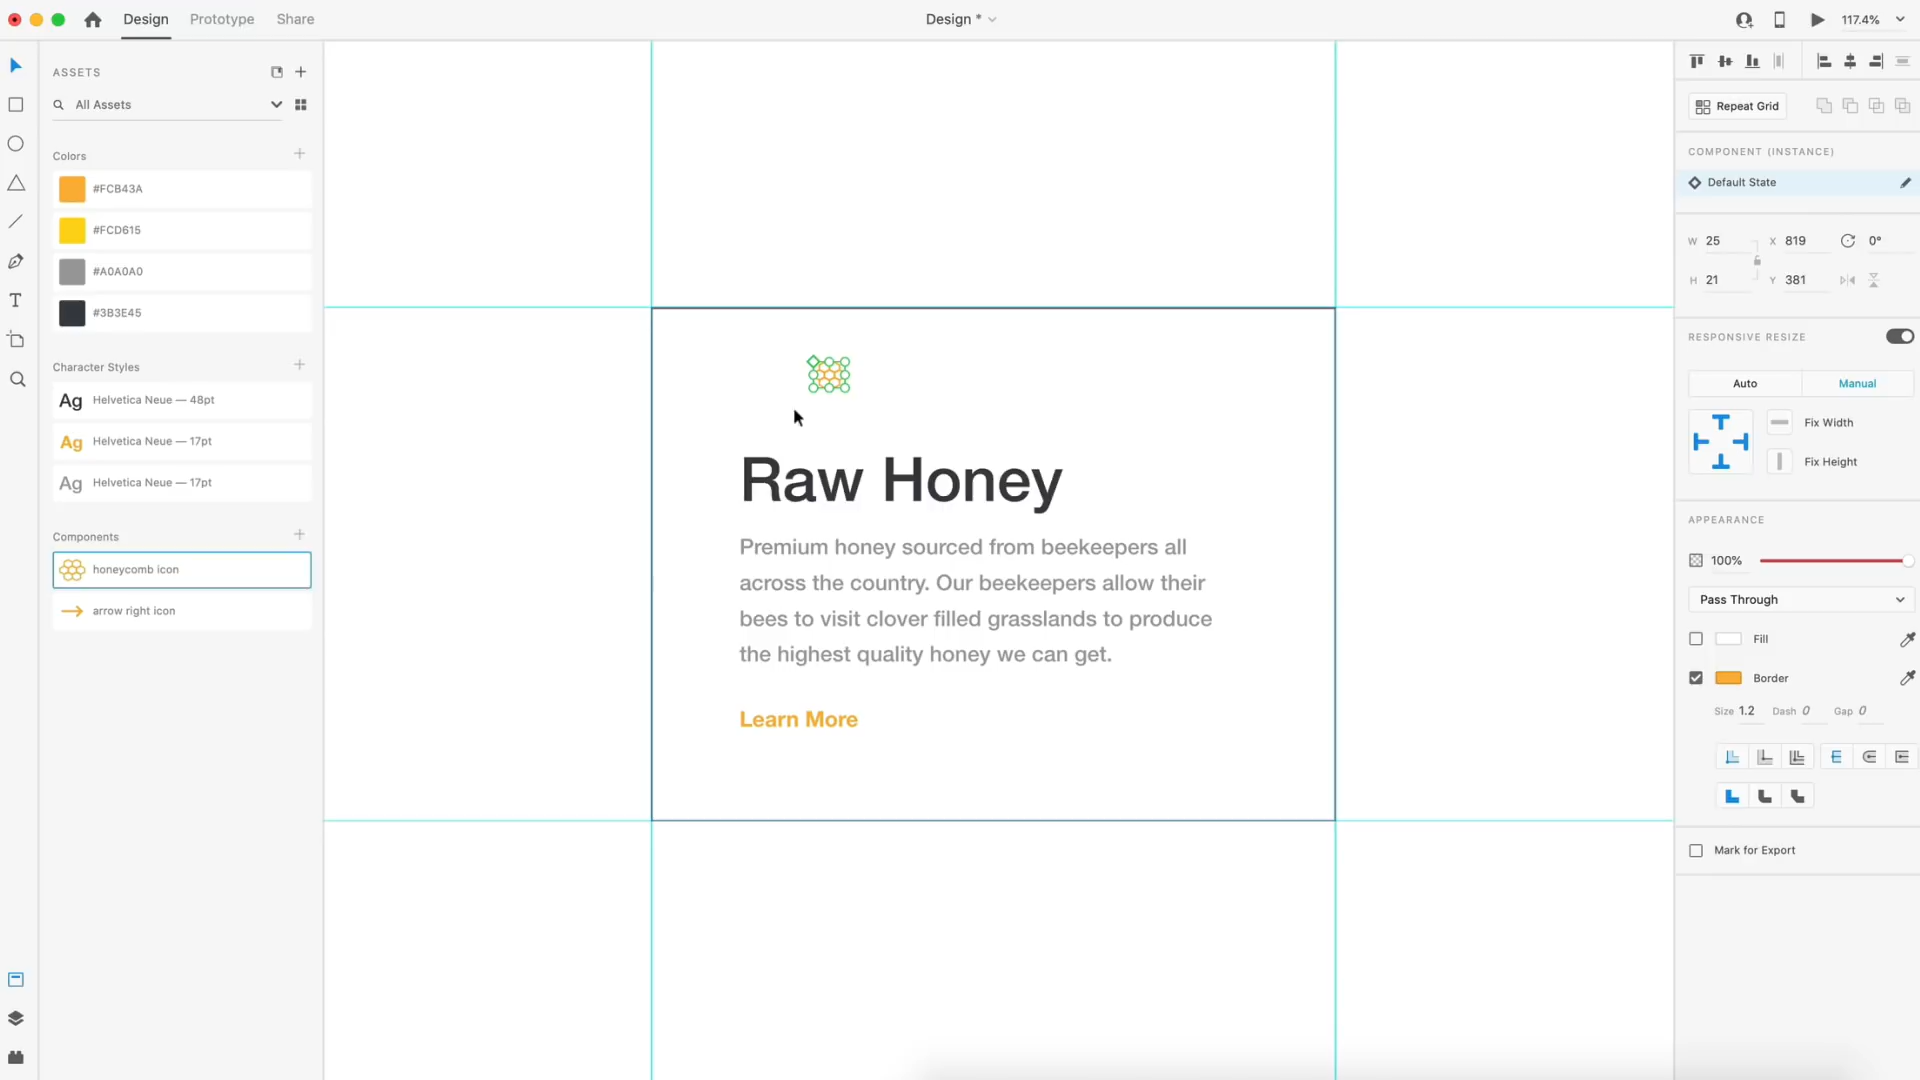 Design
Prototype
Share
Design *
117.4%
ASSETS
All Assets
Colors
#FCB43A
#FCD615
#A0A0A0
#3B3E45
Character Styles
Ag Helvetica Neue — 48pt
Ag Helvetica Neue — 17pt
Ag Helvetica Neue — 17pt
Components
honeycomb icon
arrow right icon
Raw Honey
Premium honey sourced from beekeepers all
across the country. Our beekeepers allow their
bees to visit clover filled grasslands to produce
the highest quality honey we can get.
Learn More
Repeat Grid
COMPONENT (INSTANCE)
Default State
W 25 X 819 0°
H 21 Y 381
RESPONSIVE RESIZE
Auto Manual
Fix Width
Fix Height
APPEARANCE
100%
Pass Through
Fill
Border
Size 1.2 Dash 0 Gap 0
Mark for Export